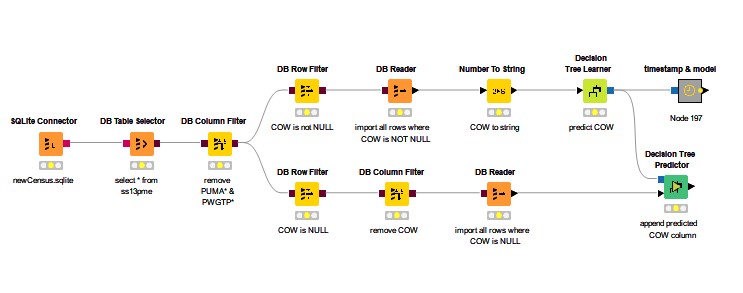 DB Row Filter
DB Reader
Number To String
Decision
Tree Learner
timestamp & model
COW is not NULL
import all rows where
COW is NOT NULL
COW to string
predict COW
Node 197
SQLite Connector
DB Table Selector
DB Column Filter
newCensus.sqlite
select * from
ss13pme
remove
PUMA* &
PWGTP*
DB Row Filter
DB Column Filter
DB Reader
Decision Tree
Predictor
COW is NULL
remove COW
import all rows where
COW is NULL
append predicted
COW column